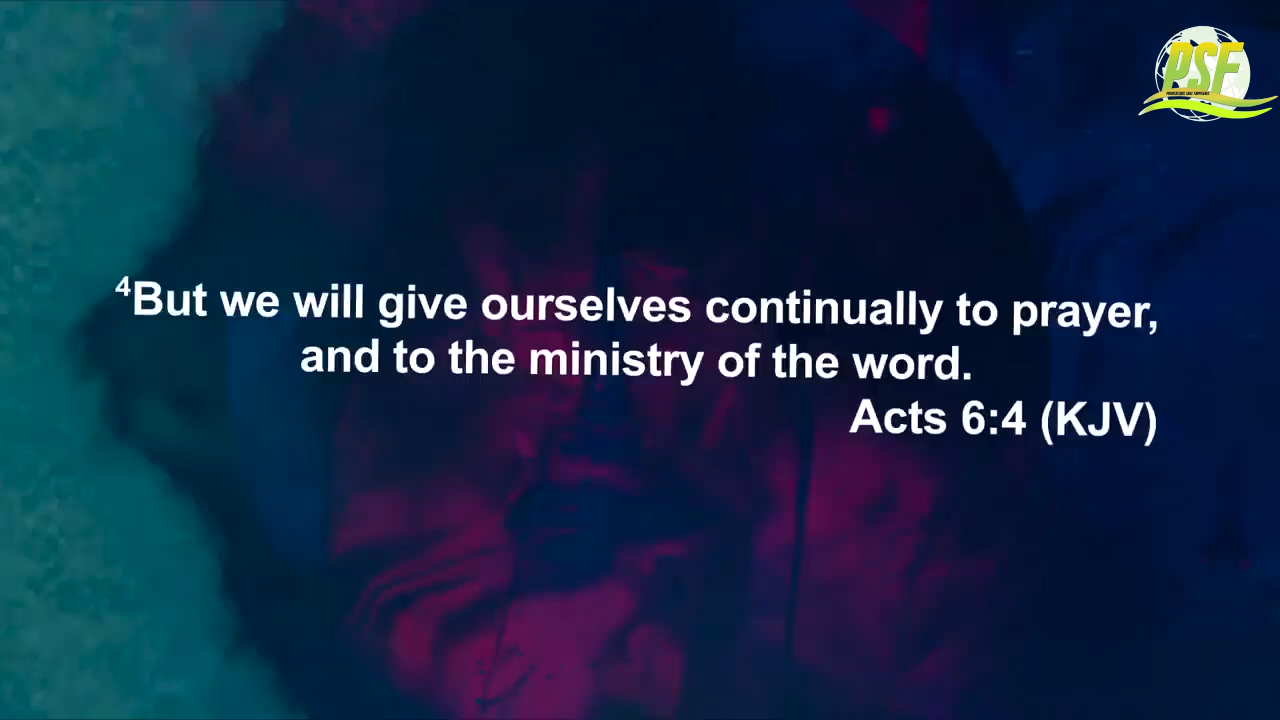 PSF
⁴But we will give ourselves continually to prayer,
and to the ministry of the word.
Acts 6:4 (KJV)